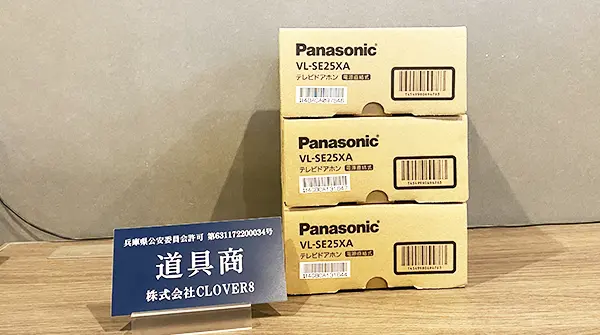 Panasonic
VL-SE25XA
テレビドアホン 電源直結式
Panasonic
VL-SE25XA
テレビドアホン 電源直結式
Panasonic
VL-SE25XA
テレビドアホン 電源直結式
兵庫県公安委員会許可 第631172200034号
道具商
株式会社CLOVER8